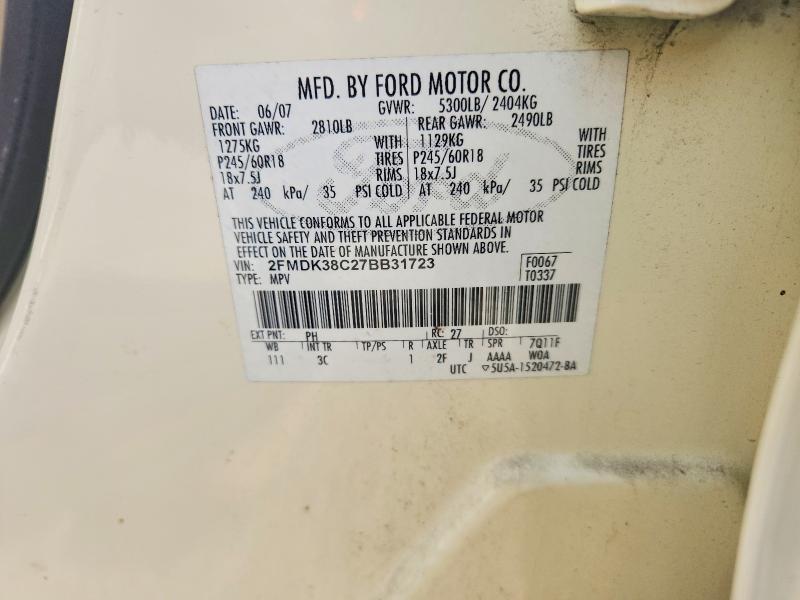 MFD. BY FORD MOTOR CO.
DATE: 06/07 GVWR: 5300LB/ 2404KG
FRONT GAWR: 2810LB REAR GAWR: 2490LB
1275KG WITH 1129KG WITH
P245/60R18 TIRES P245/60R18 TIRES
18x7.5J RIMS 18x7.5J RIMS
AT 240 kPa/ 35 PSI COLD AT 240 kPa/ 35 PSI COLD
Ford
THIS VEHICLE CONFORMS TO ALL APPLICABLE FEDERAL MOTOR
VEHICLE SAFETY AND THEFT PREVENTION STANDARDS IN
EFFECT ON THE DATE OF MANUFACTURE SHOWN ABOVE.
VIN: 2FMDK38C27BB31723 F0067
TYPE: MPV T0337
EXT PNT: PH RC: 27 DSO:
WB INT TR TP/PS R AXLE TR SPR 7Q11F
111 3C 1 2F J AAAA W0A
UTC ▽5U5A-1520472-BA